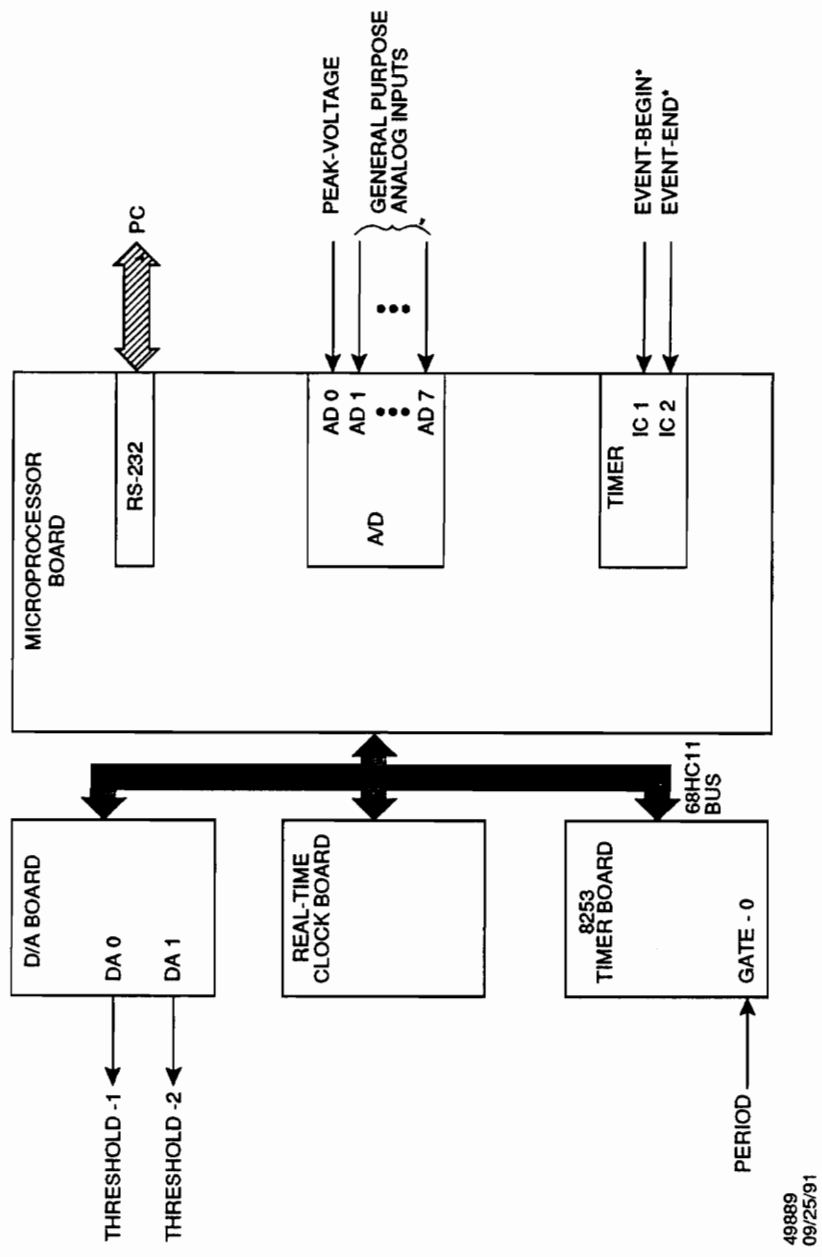 MICROPROCESSOR
BOARD
RS-232
PC
A/D
AD 0
AD 1
AD 7
PEAK-VOLTAGE
GENERAL PURPOSE
ANALOG INPUTS
TIMER
IC 1
IC 2
EVENT-BEGIN*
EVENT-END*
68HC11
BUS
D/A BOARD
DA 0
DA 1
THRESHOLD -1
THRESHOLD -2
REAL-TIME
CLOCK BOARD
8253
TIMER BOARD
GATE - 0
PERIOD
49889
09/25/91